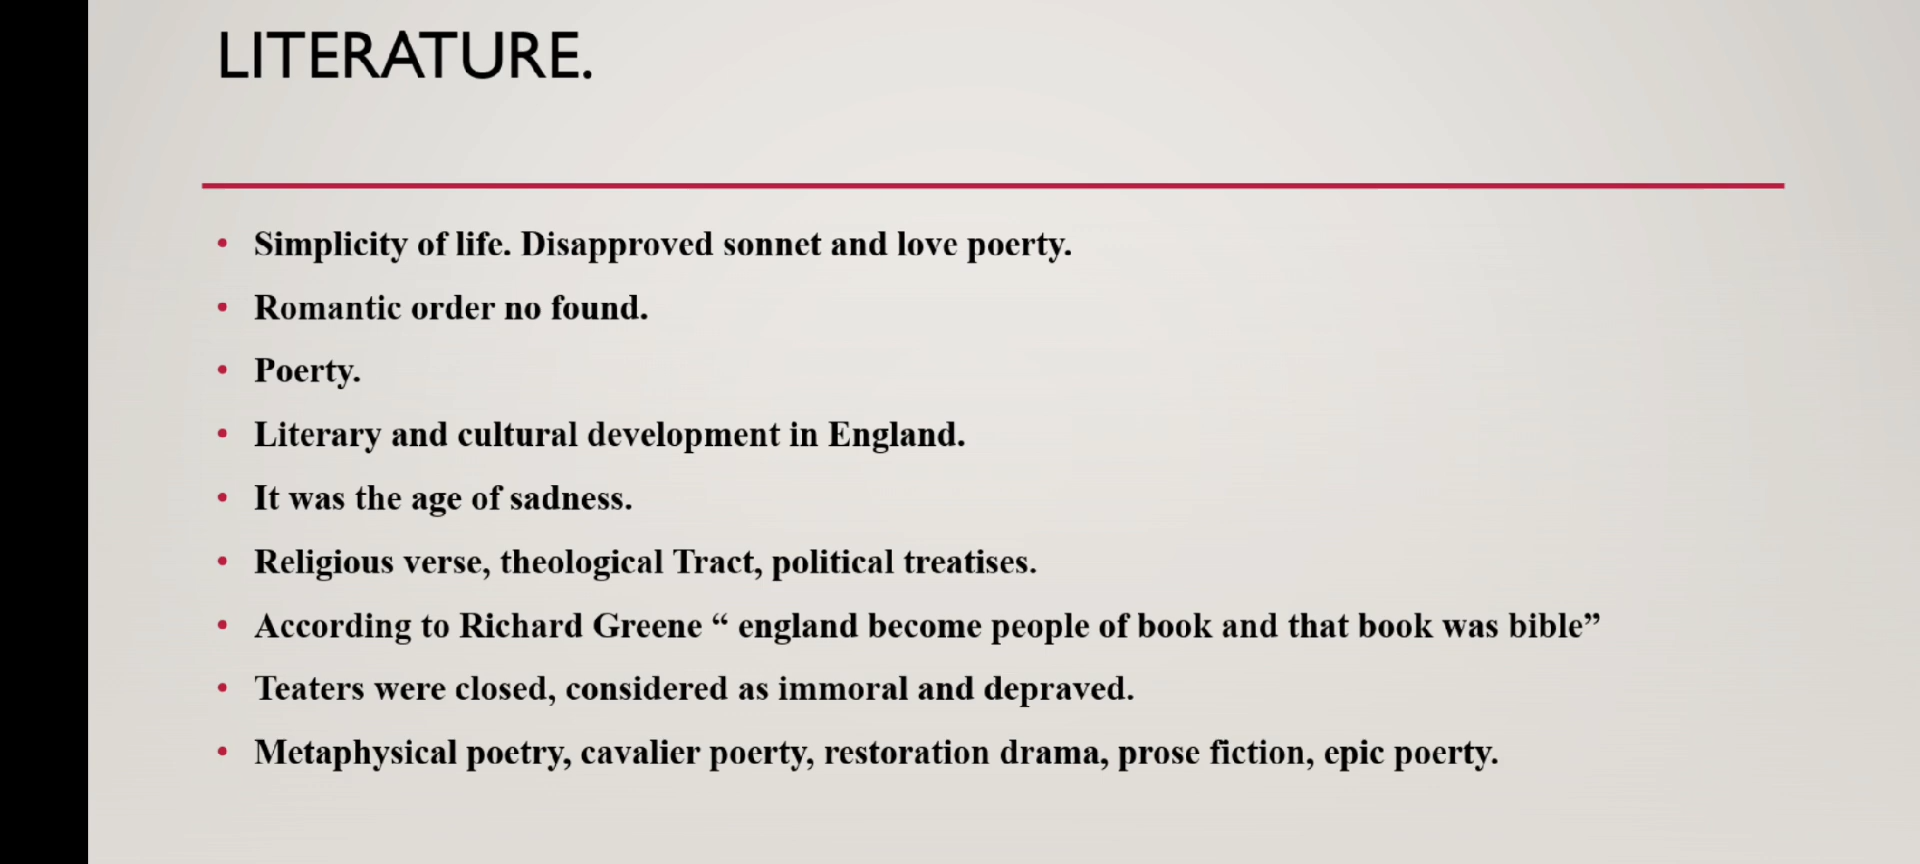 LITERATURE.
• Simplicity of life. Disapproved sonnet and love poerty.
• Romantic order no found.
• Poerty.
• Literary and cultural development in England.
• It was the age of sadness.
• Religious verse, theological Tract, political treatises.
• According to Richard Greene “ england become people of book and that book was bible”
• Teaters were closed, considered as immoral and depraved.
• Metaphysical poetry, cavalier poerty, restoration drama, prose fiction, epic poerty.